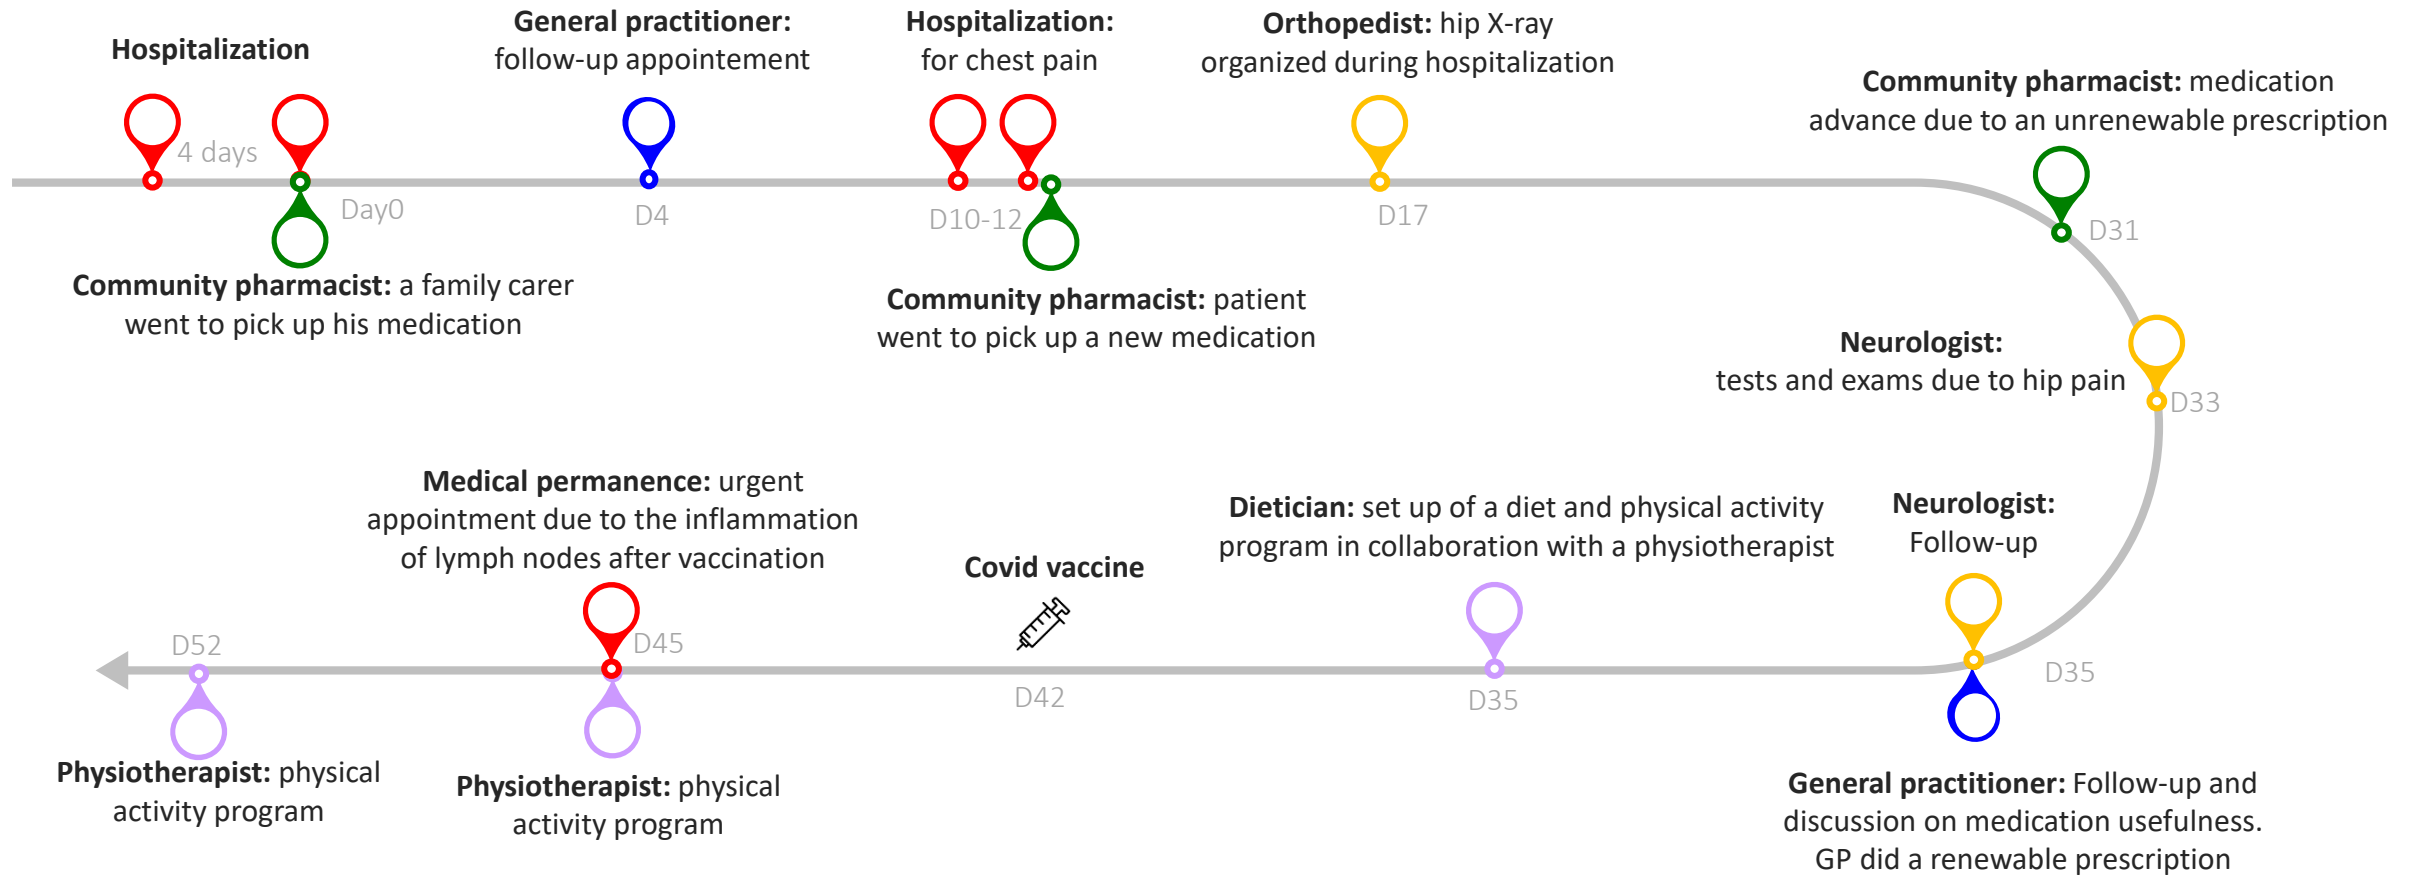 Hospitalization
4 days
Day0
Community pharmacist: a family carer
went to pick up his medication
General practitioner:
follow-up appointement
D4
Hospitalization:
for chest pain
D10-12
Community pharmacist: patient
went to pick up a new medication
Orthopedist: hip X-ray
organized during hospitalization
D17
Community pharmacist: medication
advance due to an unrenewable prescription
D31
Neurologist:
tests and exams due to hip pain
D33
Neurologist:
Follow-up
D35
General practitioner: Follow-up and
discussion on medication usefulness.
GP did a renewable prescription
Dietician: set up of a diet and physical activity
program in collaboration with a physiotherapist
D35
Covid vaccine
D42
Medical permanence: urgent
appointment due to the inflammation
of lymph nodes after vaccination
D45
Physiotherapist: physical
activity program
D52
Physiotherapist: physical
activity program